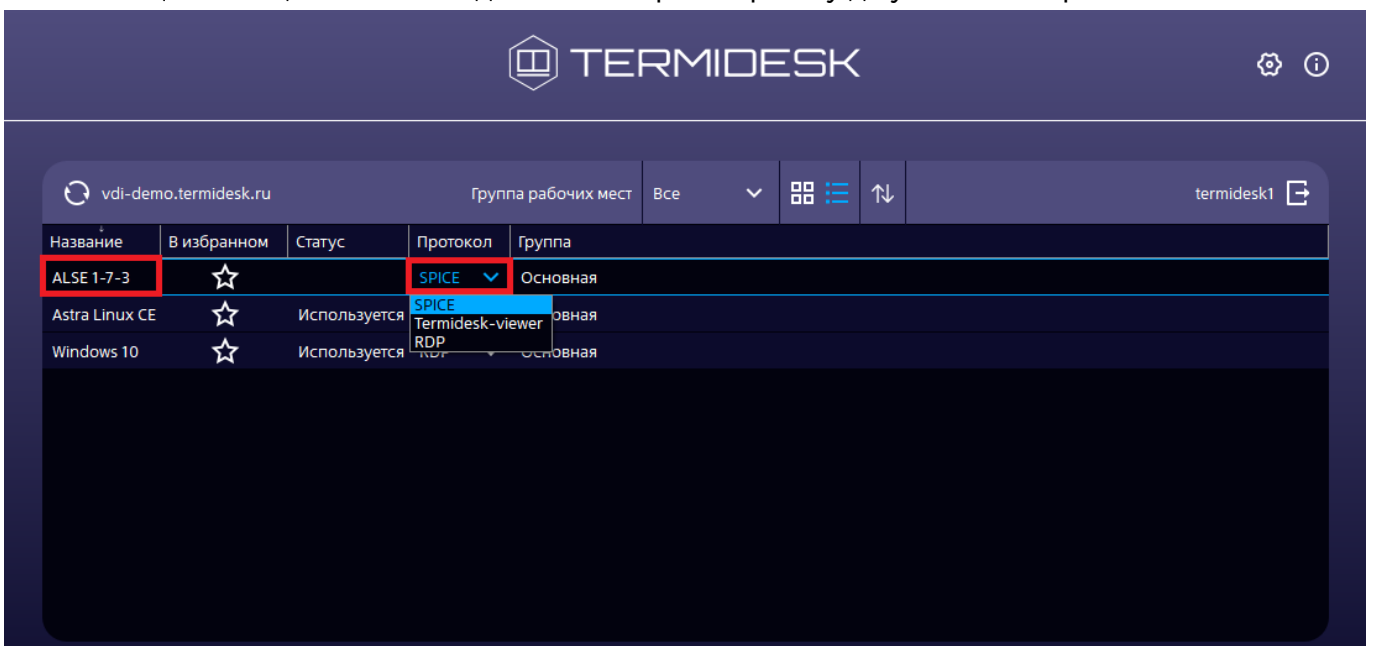 TERMIDESK
vdi-demo.termidesk.ru Группа рабочих мест Все termidesk1
Название В избранном Статус Протокол Группа
ALSE 1-7-3 SPICE Основная
Astra Linux CE Используется SPICE
Termidesk-viewer
Windows 10 Используется RDP